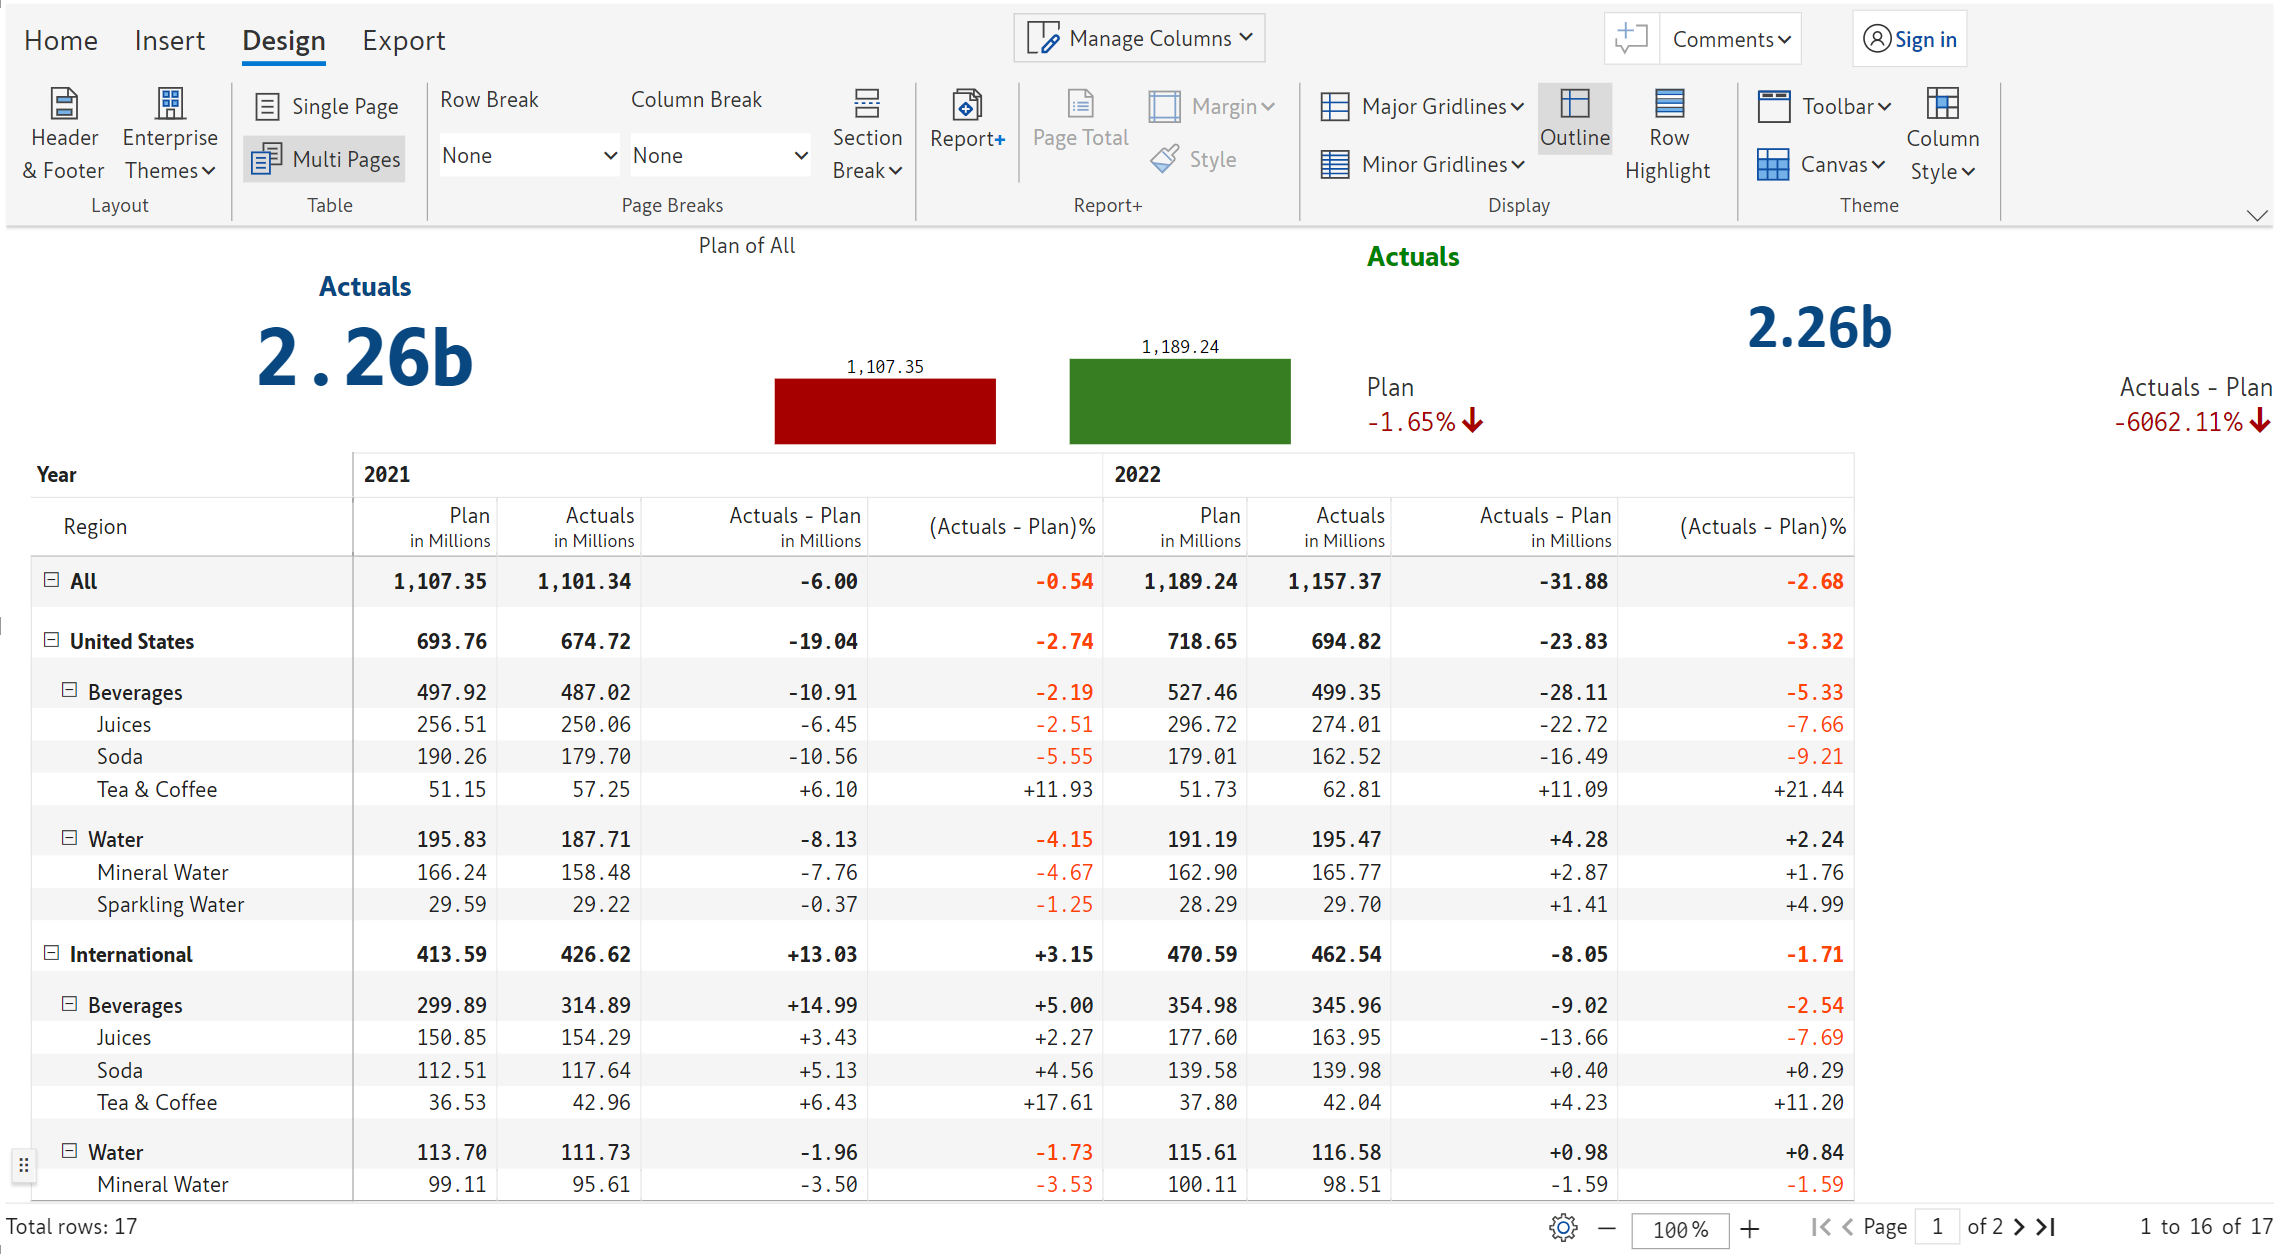 Home Insert Design Export Manage Columns Comments Sign in
Header & Footer Enterprise Themes Single Page Multi Pages Row Break None Column Break None Section Break Report+ Page Total Margin Style Major Gridlines Minor Gridlines Outline Row Highlight Toolbar Canvas Column Style
Layout Table Page Breaks Report+ Display Theme
Plan of All
Actuals
2.26b
1,107.35
1,189.24
Actuals
2.26b
Plan
-1.65%
Actuals - Plan
-6062.11%
Year 2021 2022
Region Plan in Millions Actuals in Millions Actuals - Plan in Millions (Actuals - Plan)% Plan in Millions Actuals in Millions Actuals - Plan in Millions (Actuals - Plan)%
All 1,107.35 1,101.34 -6.00 -0.54 1,189.24 1,157.37 -31.88 -2.68
United States 693.76 674.72 -19.04 -2.74 718.65 694.82 -23.83 -3.32
Beverages 497.92 487.02 -10.91 -2.19 527.46 499.35 -28.11 -5.33
Juices 256.51 250.06 -6.45 -2.51 296.72 274.01 -22.72 -7.66
Soda 190.26 179.70 -10.56 -5.55 179.01 162.52 -16.49 -9.21
Tea & Coffee 51.15 57.25 +6.10 +11.93 51.73 62.81 +11.09 +21.44
Water 195.83 187.71 -8.13 -4.15 191.19 195.47 +4.28 +2.24
Mineral Water 166.24 158.48 -7.76 -4.67 162.90 165.77 +2.87 +1.76
Sparkling Water 29.59 29.22 -0.37 -1.25 28.29 29.70 +1.41 +4.99
International 413.59 426.62 +13.03 +3.15 470.59 462.54 -8.05 -1.71
Beverages 299.89 314.89 +14.99 +5.00 354.98 345.96 -9.02 -2.54
Juices 150.85 154.29 +3.43 +2.27 177.60 163.95 -13.66 -7.69
Soda 112.51 117.64 +5.13 +4.56 139.58 139.98 +0.40 +0.29
Tea & Coffee 36.53 42.96 +6.43 +17.61 37.80 42.04 +4.23 +11.20
Water 113.70 111.73 -1.96 -1.73 115.61 116.58 +0.98 +0.84
Mineral Water 99.11 95.61 -3.50 -3.53 100.11 98.51 -1.59 -1.59
Total rows: 17 100% Page 1 of 2 1 to 16 of 17